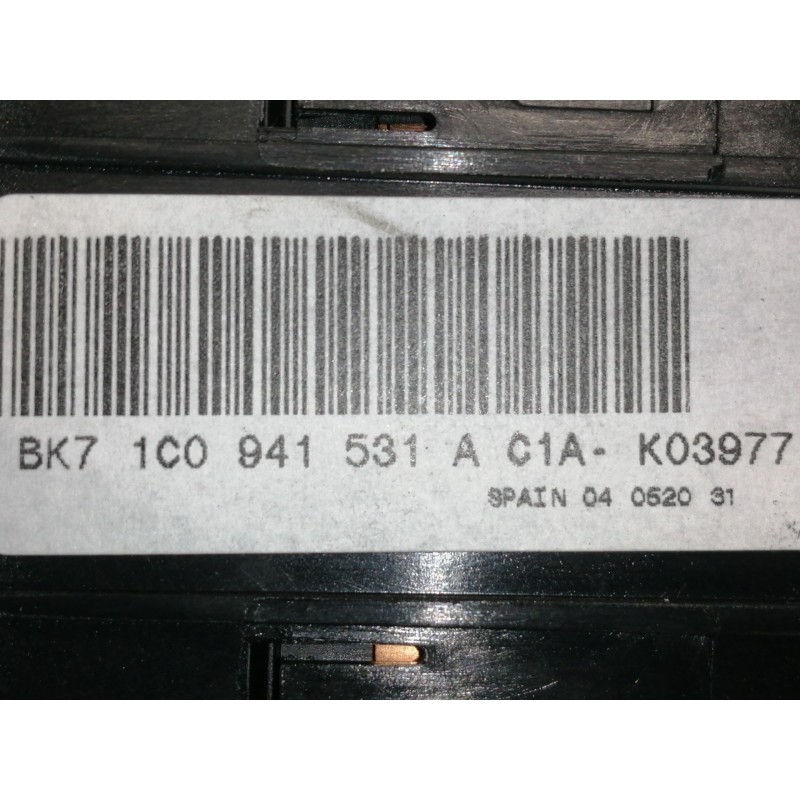 BK7 1C0 941 531 A C1A- K03977
SPAIN 04 0520 31